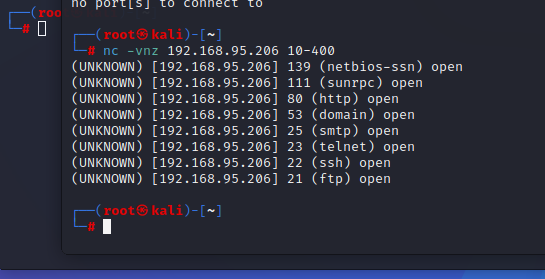 no port[s] to connect to
┌──(root㉿kali)-[~]
└─# nc -vnz 192.168.95.206 10-400
(UNKNOWN) [192.168.95.206] 139 (netbios-ssn) open
(UNKNOWN) [192.168.95.206] 111 (sunrpc) open
(UNKNOWN) [192.168.95.206] 80 (http) open
(UNKNOWN) [192.168.95.206] 53 (domain) open
(UNKNOWN) [192.168.95.206] 25 (smtp) open
(UNKNOWN) [192.168.95.206] 23 (telnet) open
(UNKNOWN) [192.168.95.206] 22 (ssh) open
(UNKNOWN) [192.168.95.206] 21 (ftp) open
┌──(root㉿kali)-[~]
└─#
┌──(root
└─#